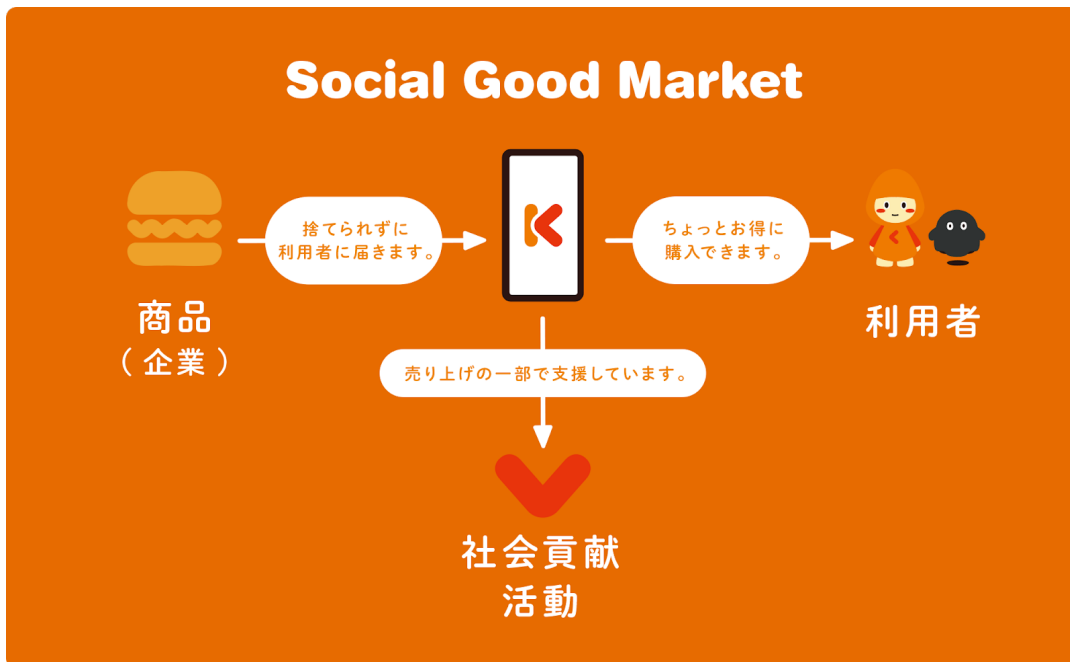 Social Good Market
捨てられずに
利用者に届きます。
ちょっとお得に
購入できます。
商品
（企業）
利用者
売り上げの一部で支援しています。
社会貢献
活動